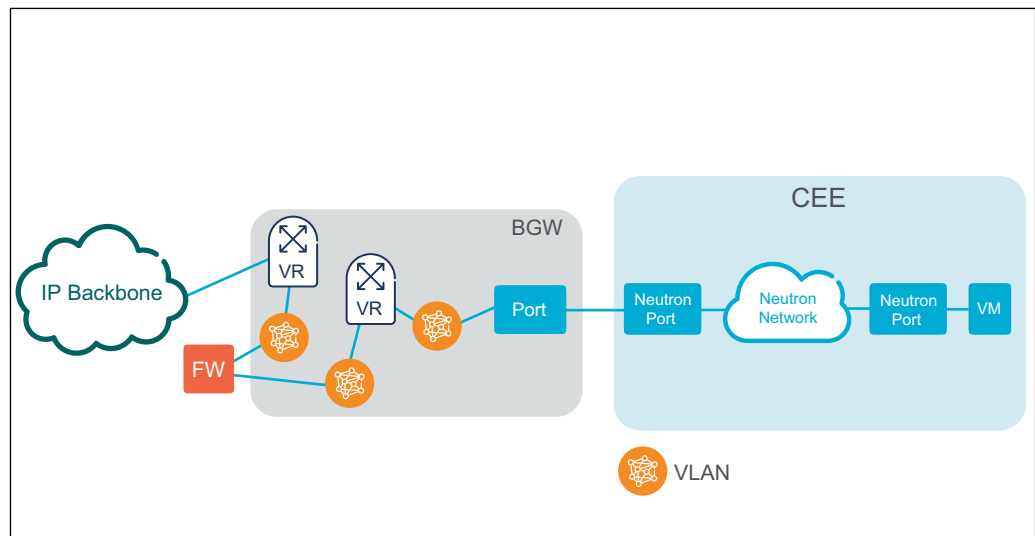 CEE
BGW
VR
IP Backbone
VR
Port
Neutron
Port
Neutron
Network
Neutron
Port
VM
FW
VLAN